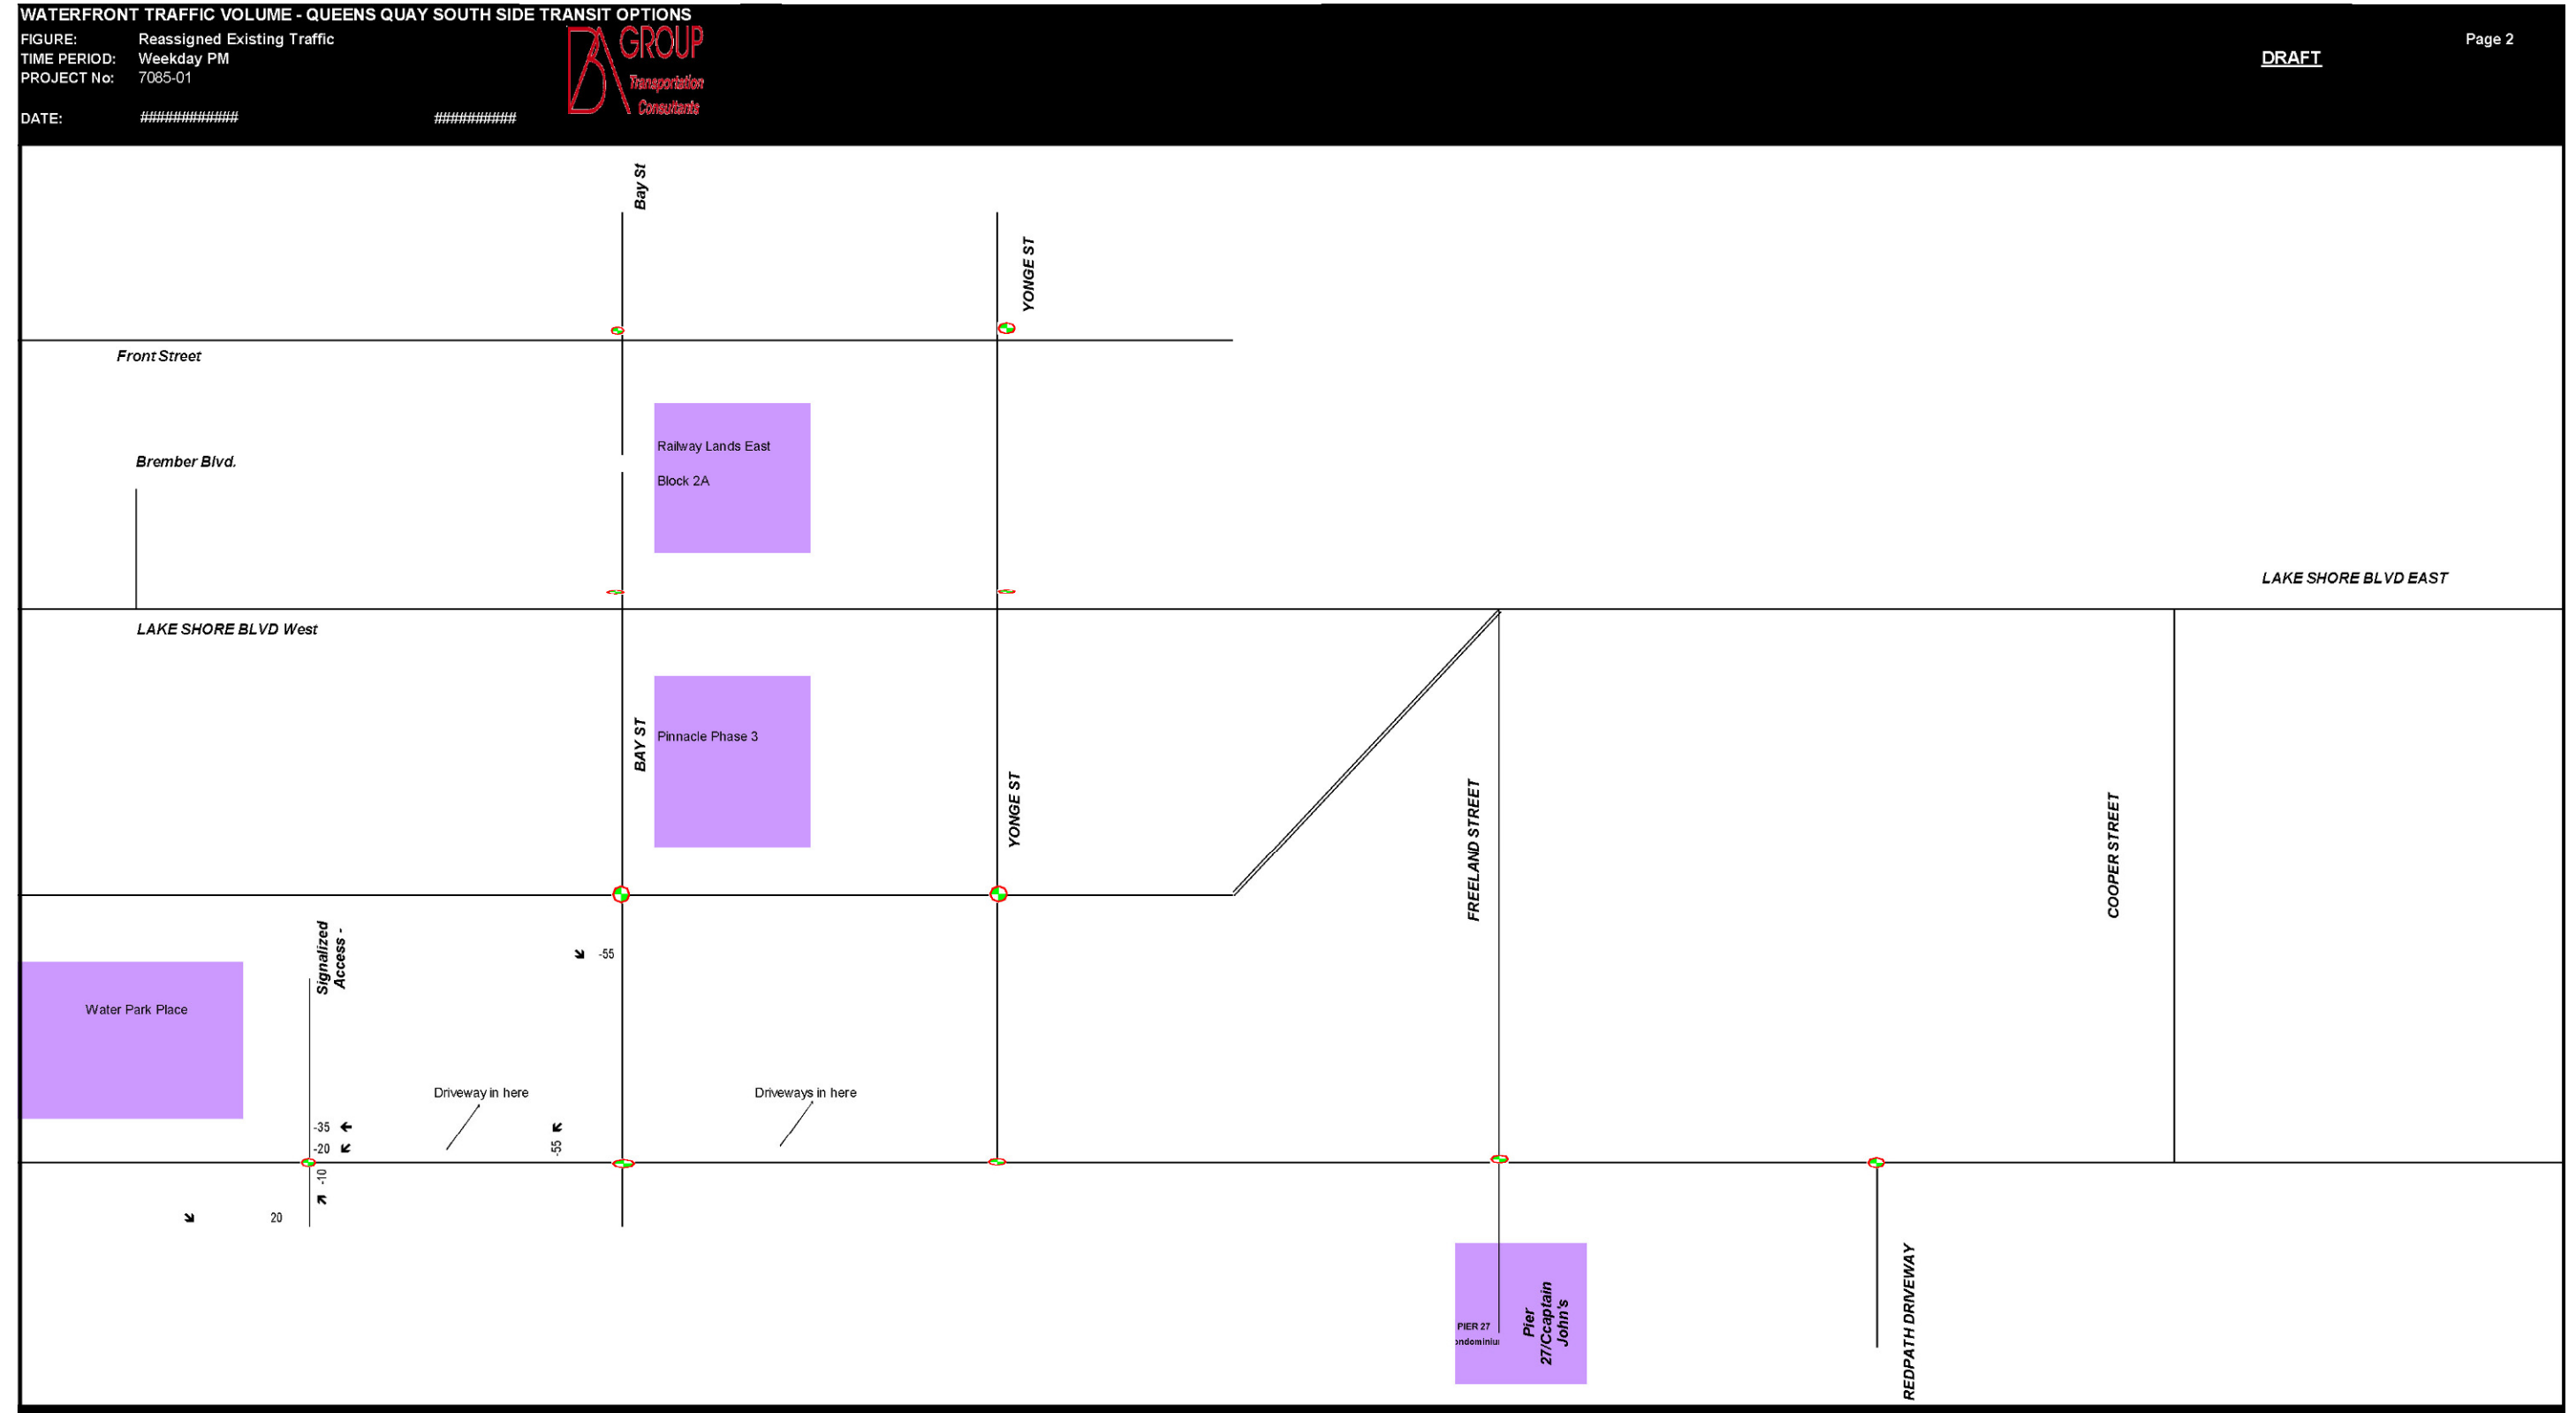 WATERFRONT TRAFFIC VOLUME - QUEENS QUAY SOUTH SIDE TRANSIT OPTIONS
FIGURE: Reassigned Existing Traffic
TIME PERIOD: Weekday PM
PROJECT No: 7085-01
DATE: ############ ##########
BA GROUP
Transportation
Consultants
DRAFT
Page 2
Bay St
YONGE ST
Front Street
Railway Lands East
Block 2A
Brember Blvd.
LAKE SHORE BLVD EAST
LAKE SHORE BLVD West
BAY ST
Pinnacle Phase 3
YONGE ST
FREELAND STREET
COOPER STREET
Signalized
Access -
-55
Water Park Place
Driveway in here
Driveways in here
-35
-20
-55
-10
20
PIER 27
ondominiu
Pier
27/Ccaptain
John's
REDPATH DRIVEWAY